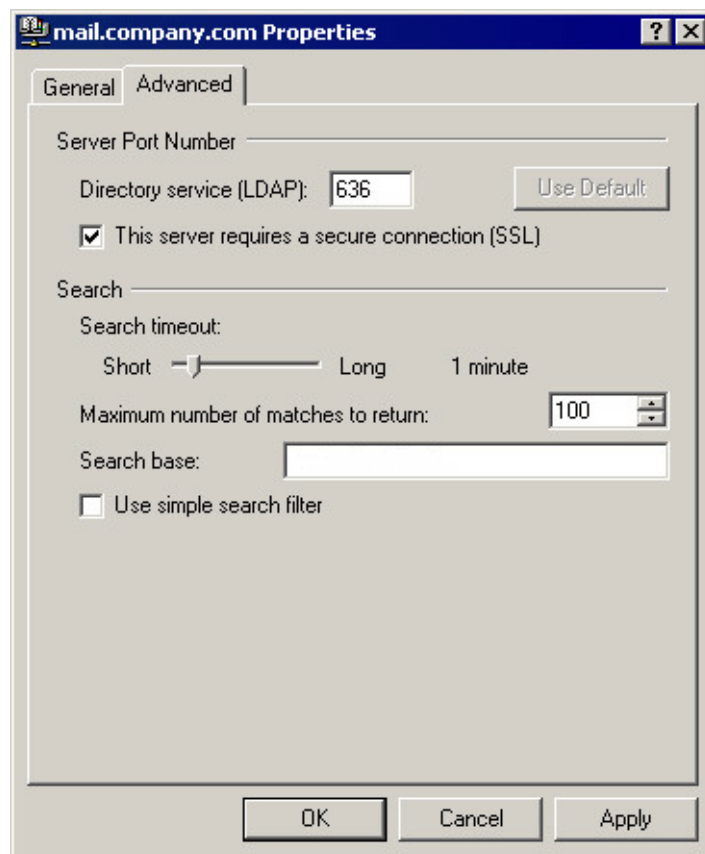 mail.company.com Properties
General Advanced
Server Port Number
Directory service (LDAP): 636 Use Default
This server requires a secure connection (SSL)
Search
Search timeout:
Short Long 1 minute
Maximum number of matches to return: 100
Search base:
Use simple search filter
OK Cancel Apply